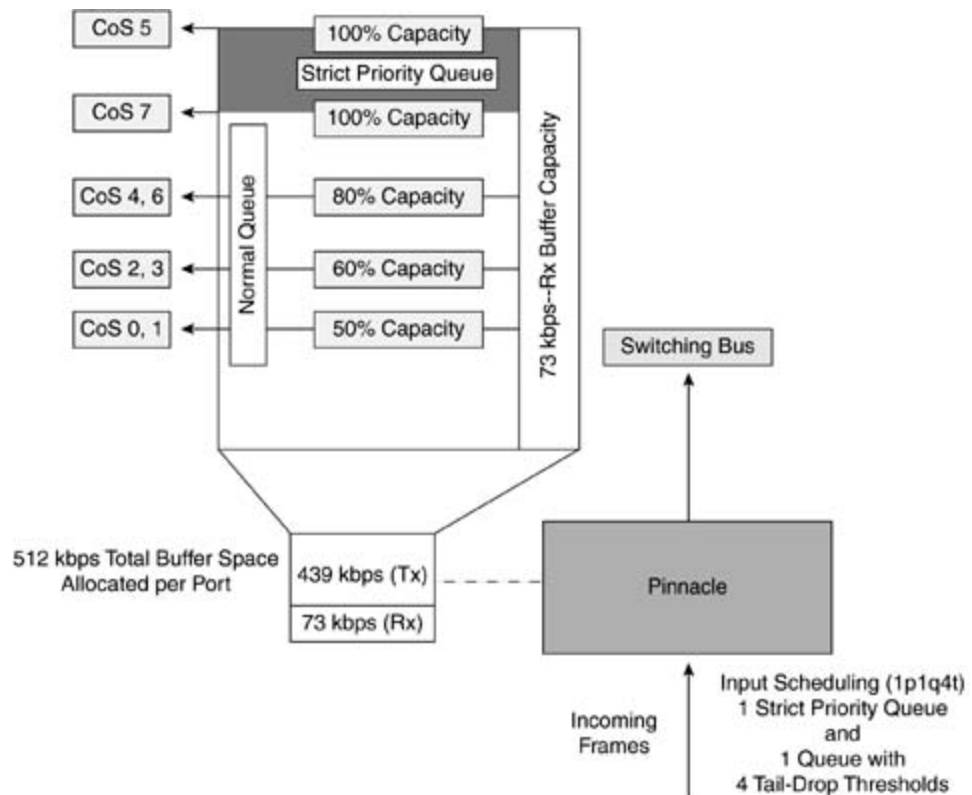 CoS 5
100% Capacity
Strict Priority Queue
CoS 7
100% Capacity
CoS 4, 6
80% Capacity
CoS 2, 3
60% Capacity
CoS 0, 1
50% Capacity
Normal Queue
73 kbps--Rx Buffer Capacity
Switching Bus
512 kbps Total Buffer Space
Allocated per Port
439 kbps (Tx)
73 kbps (Rx)
Pinnacle
Incoming
Frames
Input Scheduling (1p1q4t)
1 Strict Priority Queue
and
1 Queue with
4 Tail-Drop Thresholds